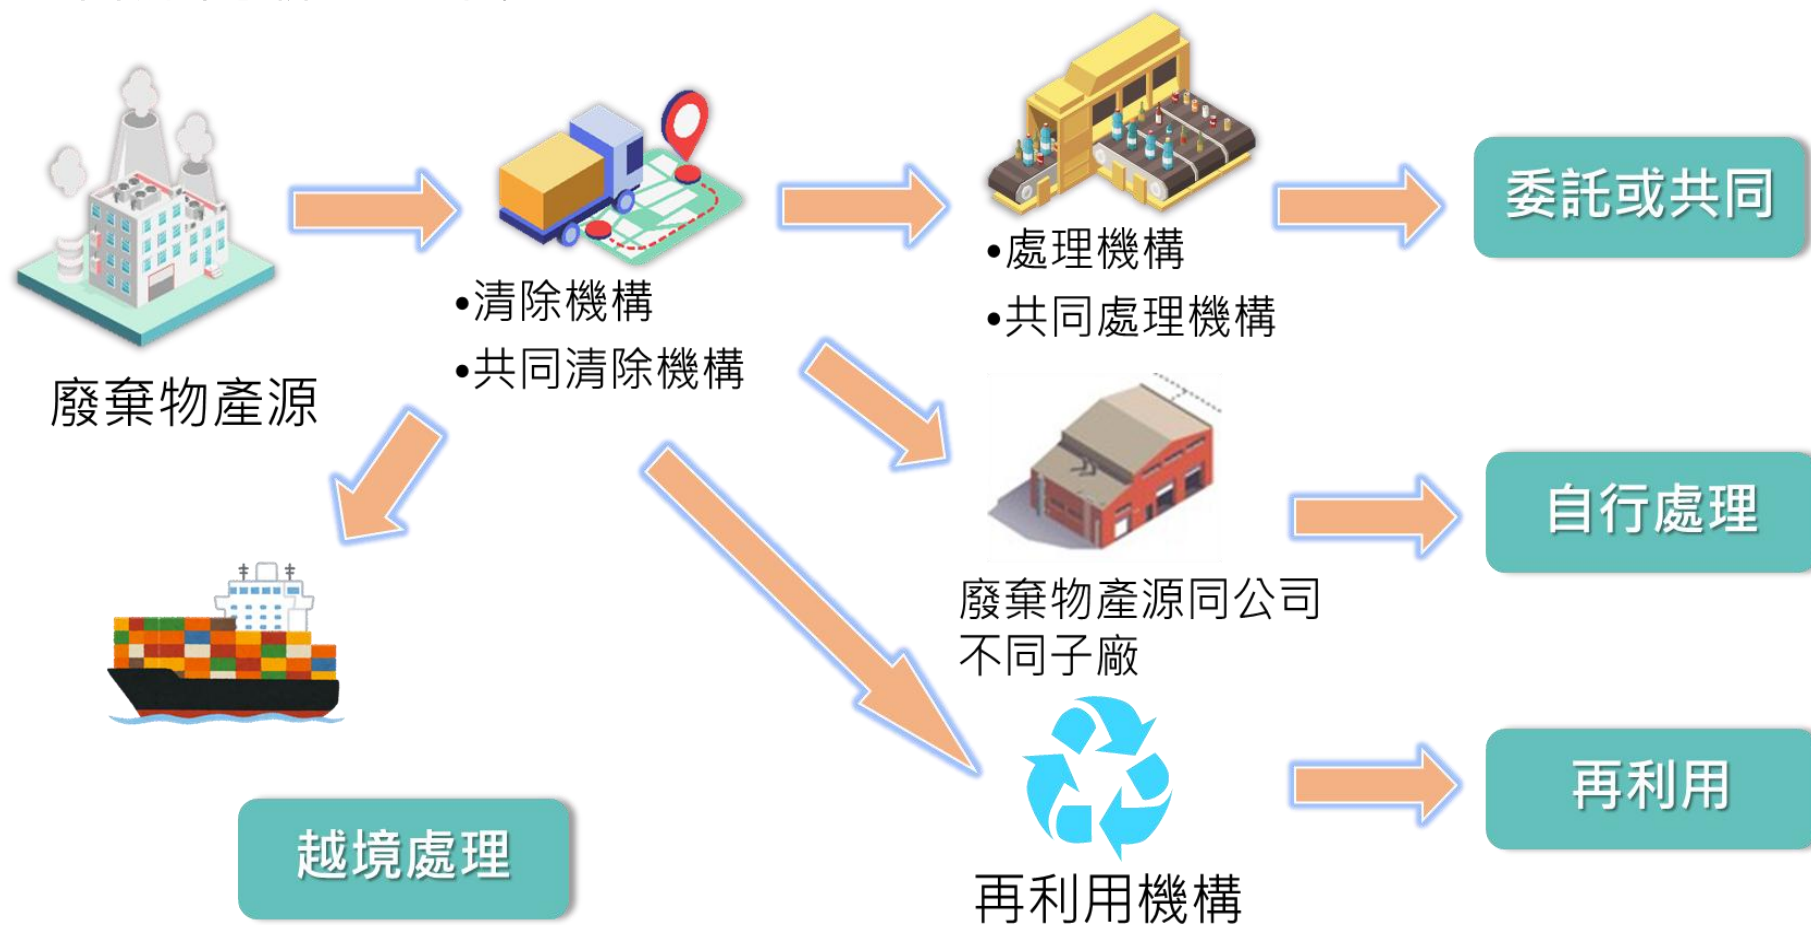 •處理機構
•共同處理機構
委託或共同
•清除機構
•共同清除機構
廢棄物產源
自行處理
廢棄物產源同公司
不同子廠
再利用
越境處理
再利用機構